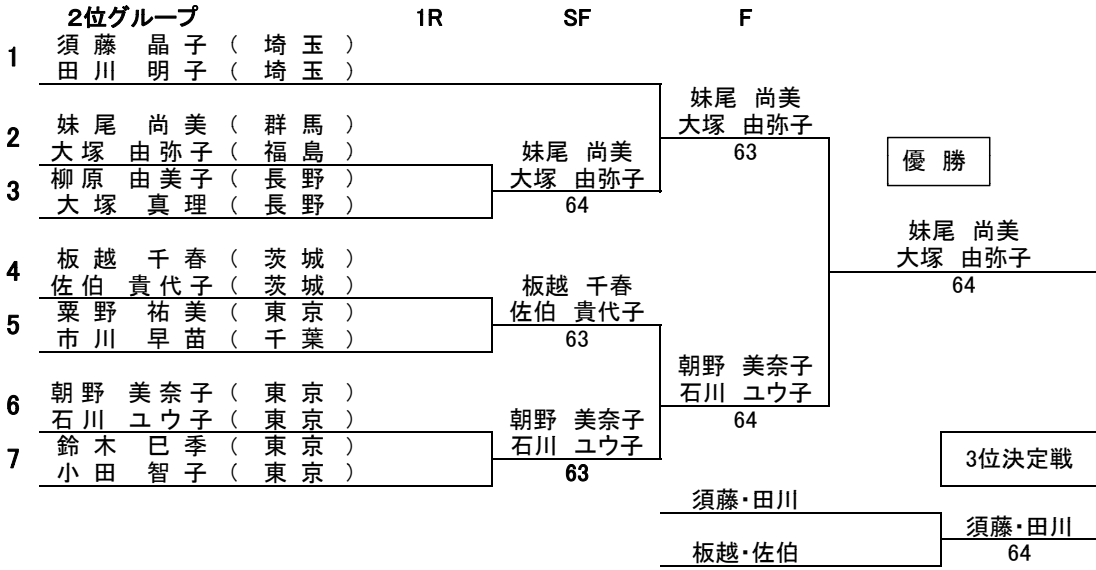 ２位グループ 1R SF F
1 須藤 晶子 ( 埼玉 )
田川 明子 ( 埼玉 )
妹尾 尚美
2 妹尾 尚美 ( 群馬 ) 大塚 由弥子
大塚 由弥子 ( 福島 ) 妹尾 尚美 63 優 勝
3 柳原 由美子 ( 長野 ) 大塚 由弥子
大塚 真理 ( 長野 ) 64
妹尾 尚美
4 板越 千春 ( 茨城 ) 大塚 由弥子
佐伯 貴代子 ( 茨城 ) 板越 千春 64
5 粟野 祐美 ( 東京 ) 佐伯 貴代子
市川 早苗 ( 千葉 ) 63
朝野 美奈子
6 朝野 美奈子 ( 東京 ) 石川 ユウ子
石川 ユウ子 ( 東京 ) 朝野 美奈子 64
7 鈴木 巳季 ( 東京 ) 石川 ユウ子 3位決定戦
小田 智子 ( 東京 ) 63
須藤・田川
須藤・田川
板越・佐伯 64